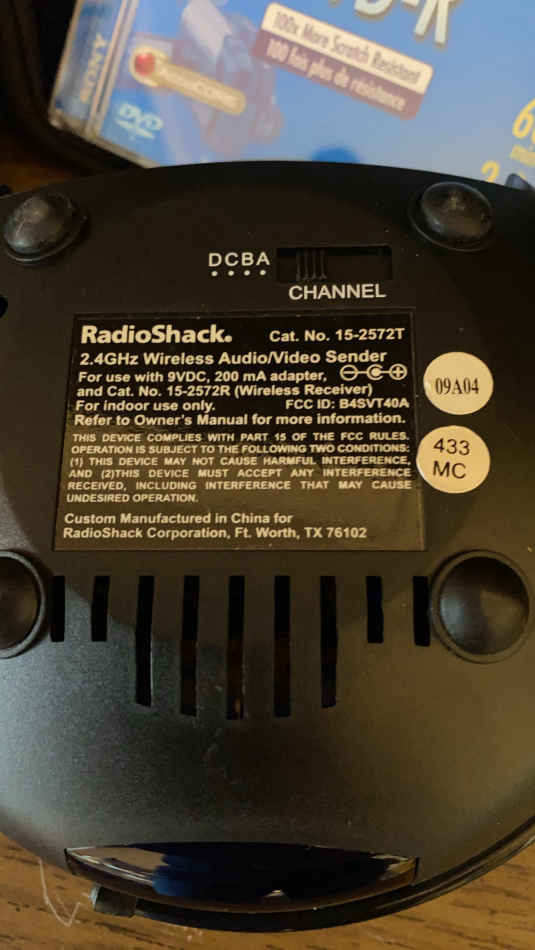 100x More Scratch Resistant
100 fois plus de résistance
SONY
DVD
D-R
DCBA
CHANNEL
RadioShack. Cat. No. 15-2572T
2.4GHz Wireless Audio/Video Sender
For use with 9VDC, 200 mA adapter,
and Cat. No. 15-2572R (Wireless Receiver)
For indoor use only. FCC ID: B4SVT40A
Refer to Owner's Manual for more information.
THIS DEVICE COMPLIES WITH PART 15 OF THE FCC RULES.
OPERATION IS SUBJECT TO THE FOLLOWING TWO CONDITIONS:
(1) THIS DEVICE MAY NOT CAUSE HARMFUL INTERFERENCE,
AND (2)THIS DEVICE MUST ACCEPT ANY INTERFERENCE
RECEIVED, INCLUDING INTERFERENCE THAT MAY CAUSE
UNDESIRED OPERATION.
Custom Manufactured in China for
RadioShack Corporation, Ft. Worth, TX 76102
09A04
433
MC